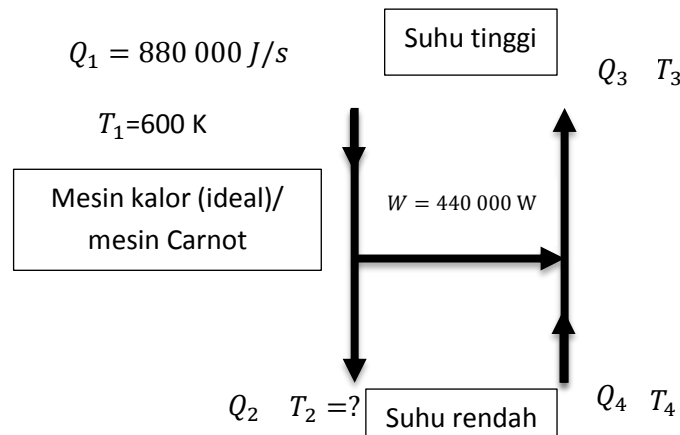 Q₁ = 880 000 J/s
Suhu tinggi
Q₃ T₃
T₁=600 K
Mesin kalor (ideal)/
mesin Carnot
W = 440 000 W
Q₂ T₂ =?
Suhu rendah
Q₄ T₄